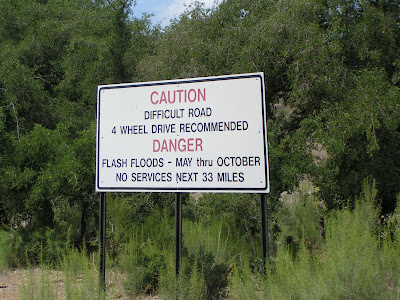 CAUTION
DIFFICULT ROAD
4 WHEEL DRIVE RECOMMENDED
DANGER
FLASH FLOODS - MAY thru OCTOBER
NO SERVICES NEXT 33 MILES